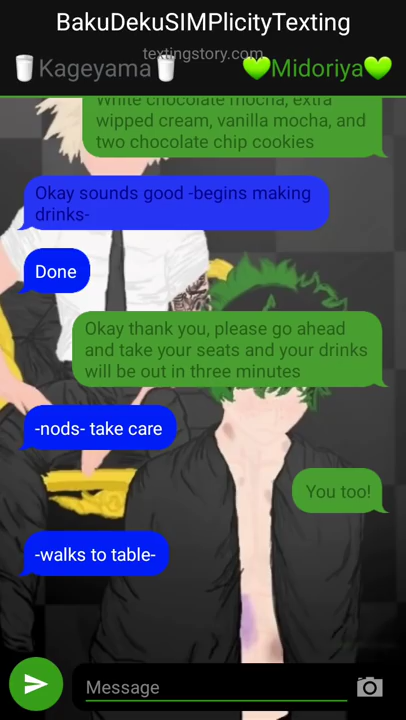 BakuDekuSIMPlicityTexting
textingstory.com
Kageyama
Midoriya
White chocolate mocha, extra
wipped cream, vanilla mocha, and
two chocolate chip cookies
Okay sounds good -begins making
drinks-
Done
Okay thank you, please go ahead
and take your seats and your drinks
will be out in three minutes
-nods- take care
You too!
-walks to table-
Message